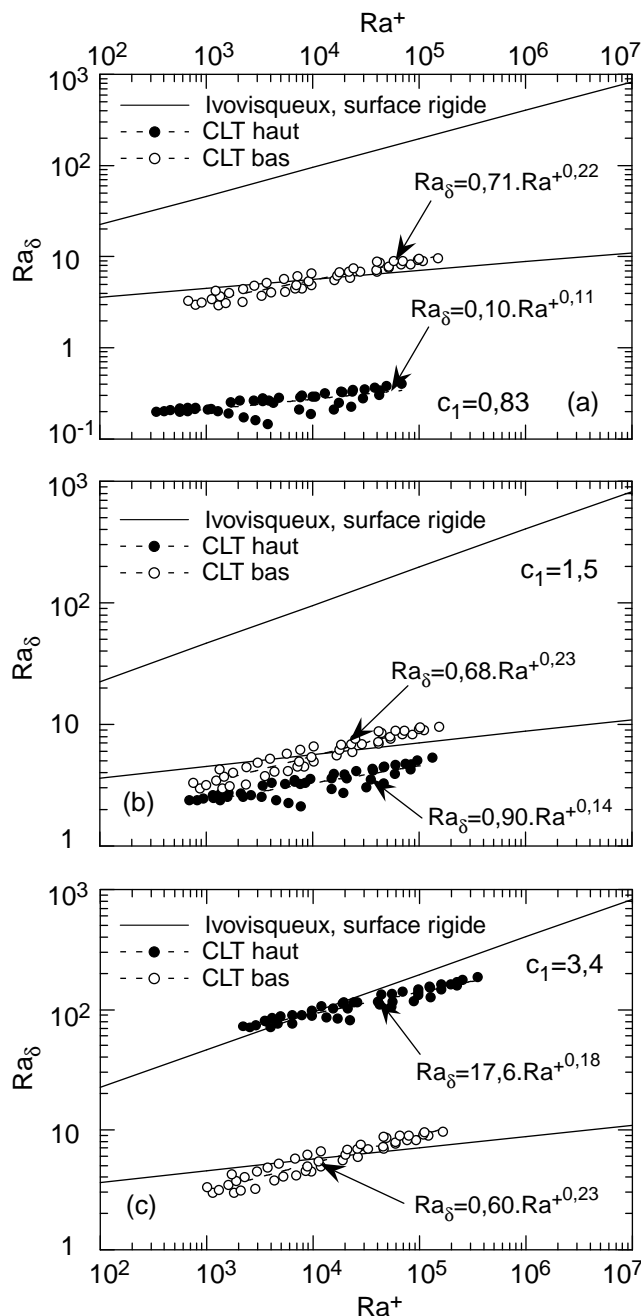 Ra+
10^2 10^3 10^4 10^5 10^6 10^7
10^3
Ivovisqueux, surface rigide
CLT haut
CLT bas
10^2
Ra_δ=0,71.Ra^+0,22
Ra_δ
10
Ra_δ=0,10.Ra^+0,11
1
c_1=0,83 (a)
10^-1
10^3
Ivovisqueux, surface rigide
CLT haut
CLT bas
c_1=1,5
10^2
Ra_δ
Ra_δ=0,68.Ra^+0,23
10
(b)
Ra_δ=0,90.Ra^+0,14
1
10^3
Ivovisqueux, surface rigide
CLT haut
CLT bas
c_1=3,4
10^2
Ra_δ
Ra_δ=17,6.Ra^+0,18
10
(c)
Ra_δ=0,60.Ra^+0,23
1
10^2 10^3 10^4 10^5 10^6 10^7
Ra+